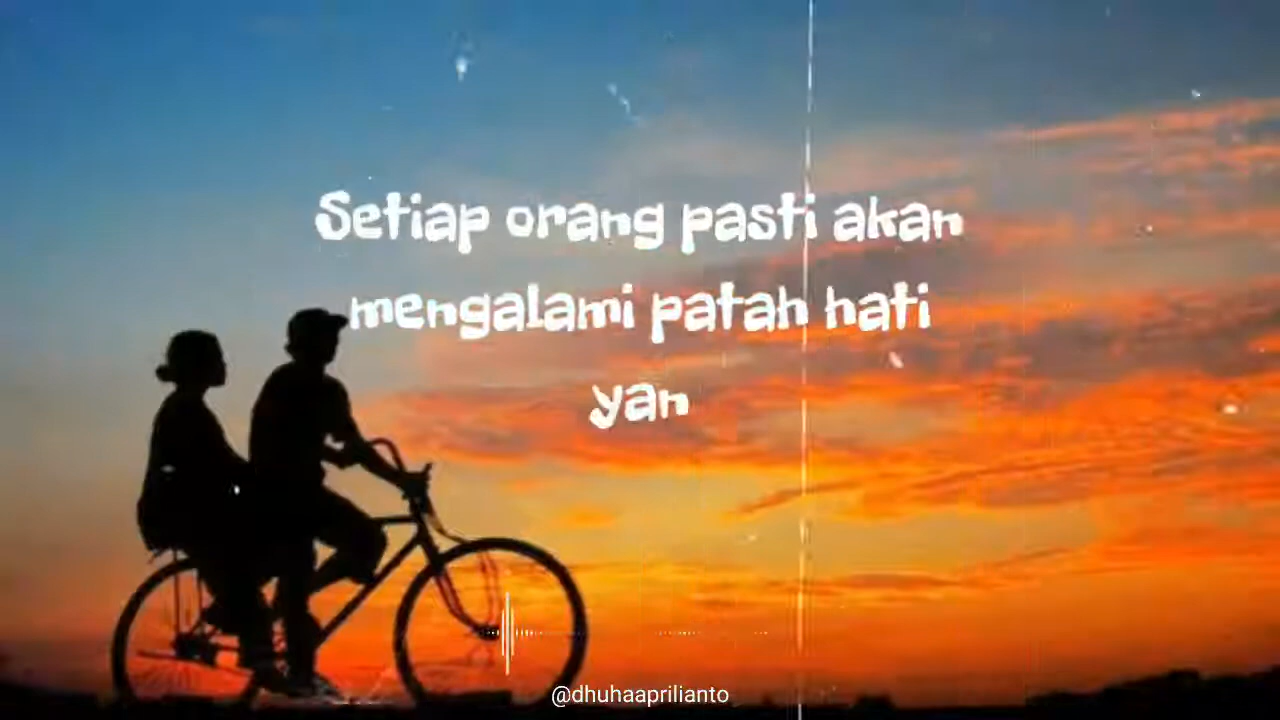 Setiap orang pasti akan
mengalami patah hati
yan
@dhuhaaprilianto